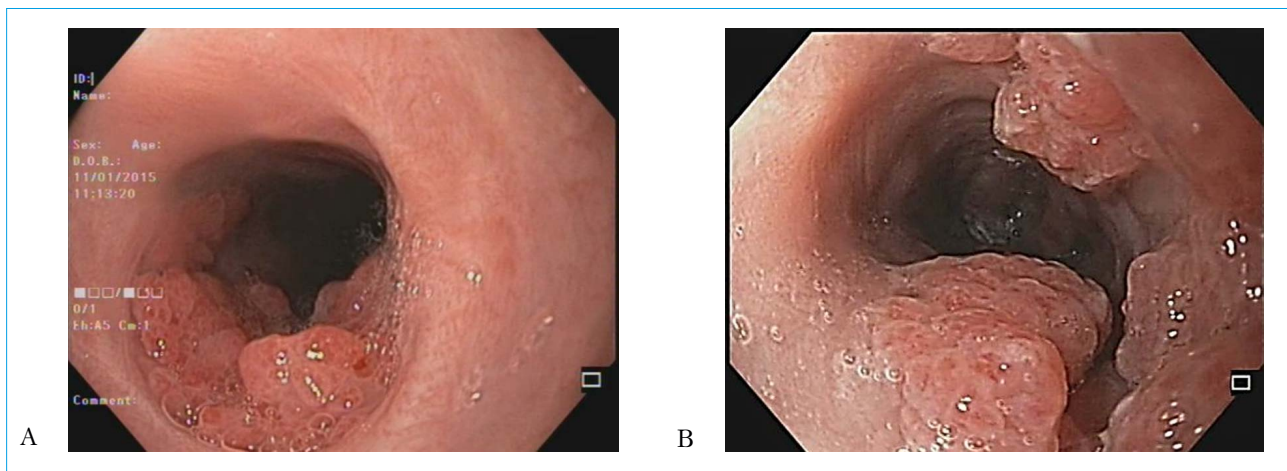 ID:
Name:
Sex: Age:
D.O.B.:
11/01/2015
11:13:20
■□□/■□□
0/1
Eh:A5 Cm:1
Comment:
A
B